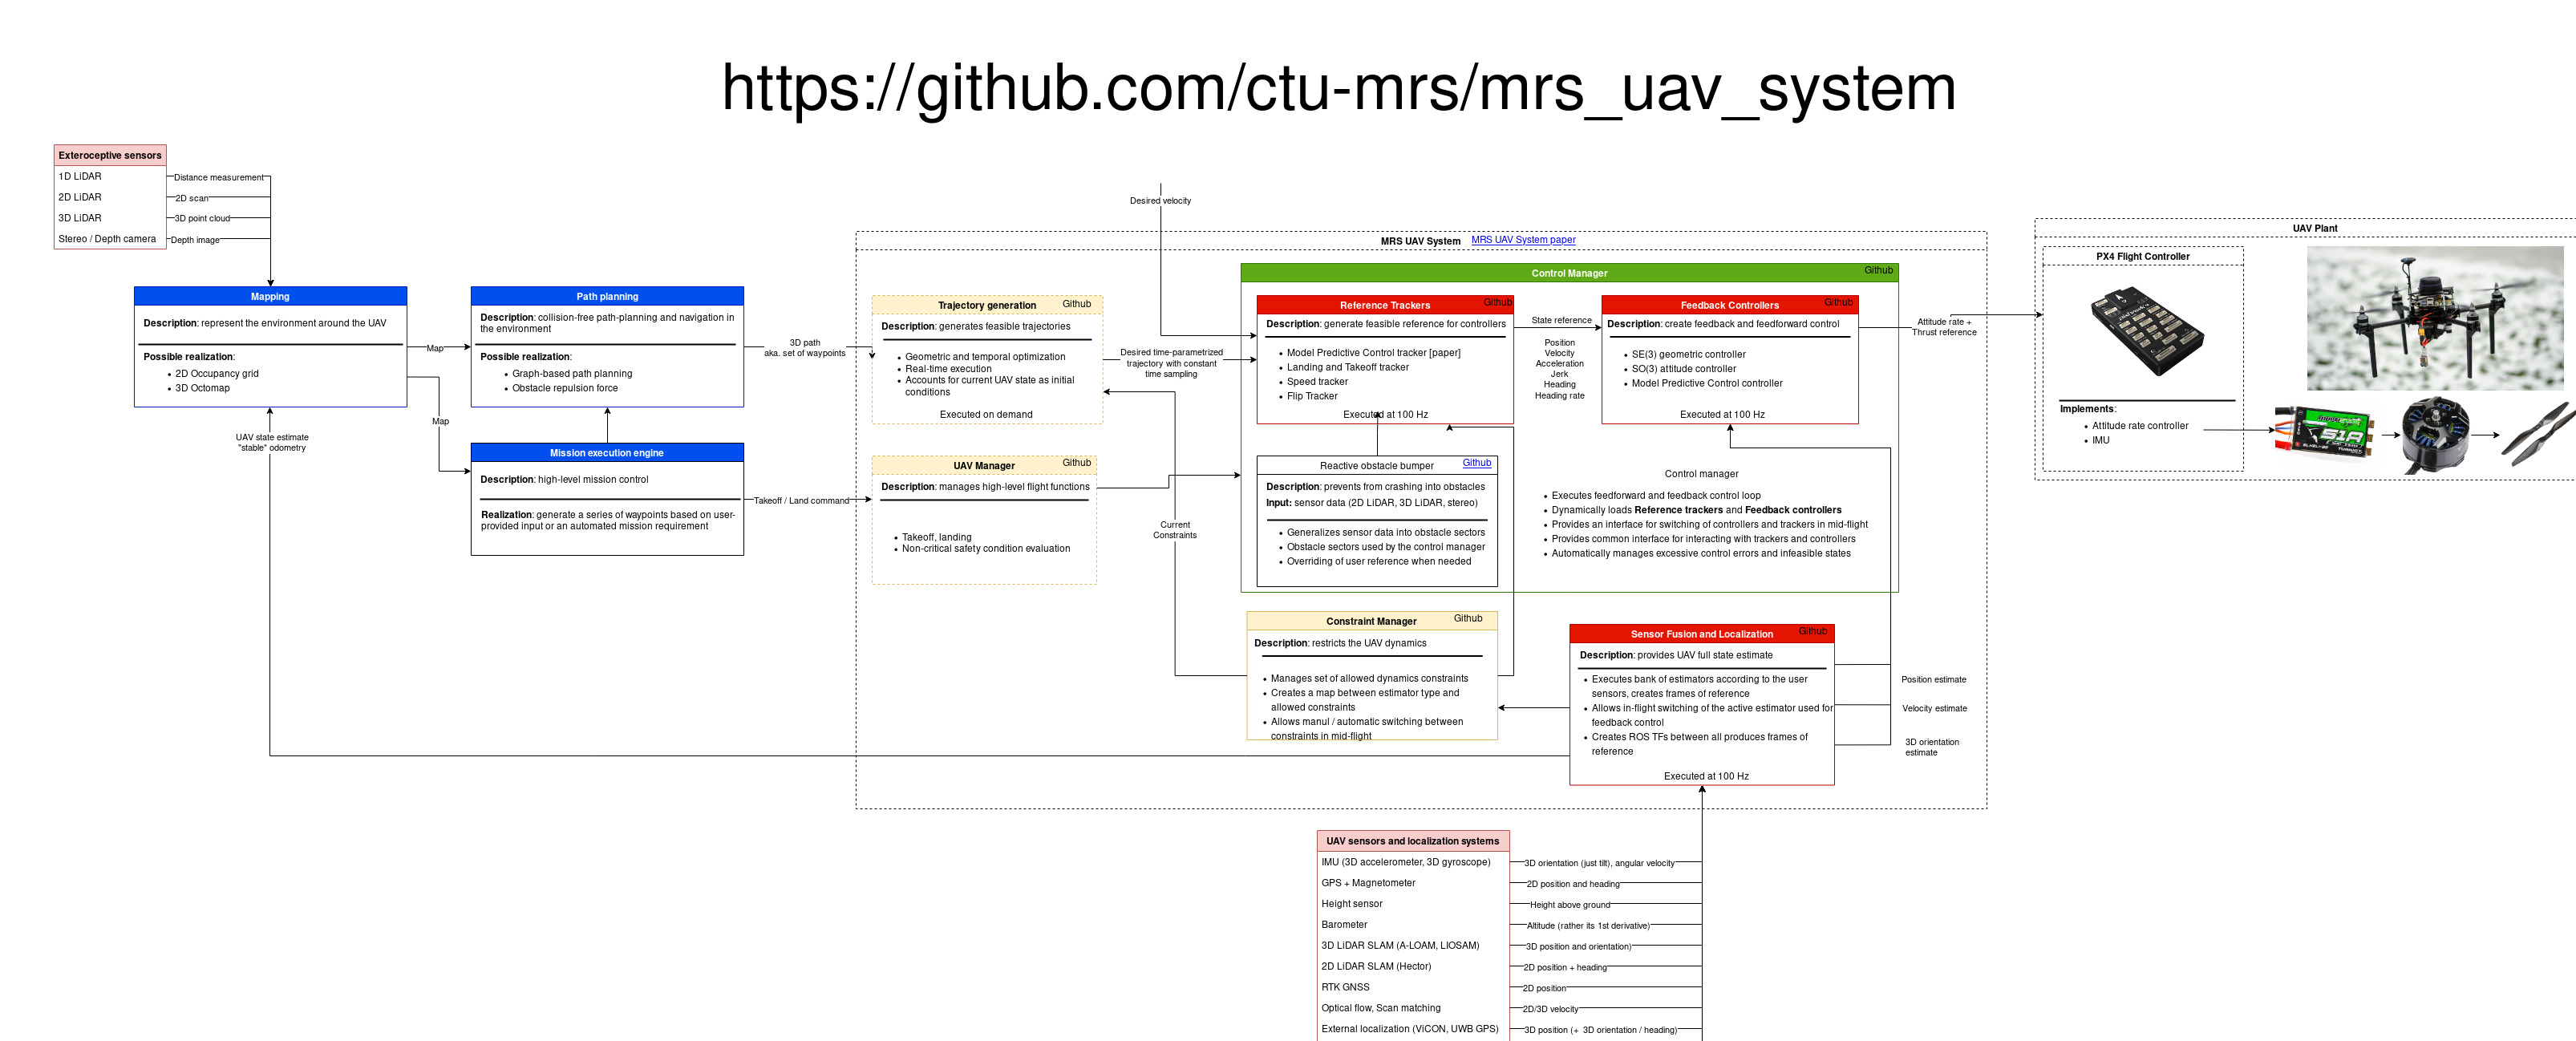 https://github.com/ctu-mrs/mrs_uav_system
Exteroceptive sensors
1D LiDAR
Distance measurement
2D LiDAR
2D scan
3D LiDAR
3D point cloud
Stereo / Depth camera
Depth image
Mapping
Description: represent the environment around the UAV
Possible realization:
2D Occupancy grid
3D Octomap
Map
Map
UAV state estimate
"stable" odometry
Path planning
Description: collision-free path-planning and navigation in
the environment
Possible realization:
Graph-based path planning
Obstacle repulsion force
Mission execution engine
Description: high-level mission control
Realization: generate a series of waypoints based on user-
provided input or an automated mission requirement
3D path
aka. set of waypoints
Takeoff / Land command
Desired velocity
MRS UAV System
MRS UAV System paper
Trajectory generation
Github
Description: generates feasible trajectories
Geometric and temporal optimization
Real-time execution
Accounts for current UAV state as initial
conditions
Executed on demand
UAV Manager
Github
Description: manages high-level flight functions
Takeoff, landing
Non-critical safety condition evaluation
Desired time-parametrized
trajectory with constant
time sampling
Current
Constraints
Control Manager
Github
Reference Trackers
Github
Description: generate feasible reference for controllers
Model Predictive Control tracker [paper]
Landing and Takeoff tracker
Speed tracker
Flip Tracker
Executed at 100 Hz
State reference
Position
Velocity
Acceleration
Jerk
Heading
Heading rate
Feedback Controllers
Github
Description: create feedback and feedforward control
SE(3) geometric controller
SO(3) attitude controller
Model Predictive Control controller
Executed at 100 Hz
Reactive obstacle bumper
Github
Description: prevents from crashing into obstacles
Input: sensor data (2D LiDAR, 3D LiDAR, stereo)
Generalizes sensor data into obstacle sectors
Obstacle sectors used by the control manager
Overriding of user reference when needed
Control manager
Executes feedforward and feedback control loop
Dynamically loads Reference trackers and Feedback controllers
Provides an interface for switching of controllers and trackers in mid-flight
Provides common interface for interacting with trackers and controllers
Automatically manages excessive control errors and infeasible states
Constraint Manager
Github
Description: restricts the UAV dynamics
Manages set of allowed dynamics constraints
Creates a map between estimator type and
allowed constraints
Allows manul / automatic switching between
constraints in mid-flight
Sensor Fusion and Localization
Github
Description: provides UAV full state estimate
Executes bank of estimators according to the user
sensors, creates frames of reference
Allows in-flight switching of the active estimator used for
feedback control
Creates ROS TFs between all produces frames of
reference
Executed at 100 Hz
Position estimate
Velocity estimate
3D orientation
estimate
Attitude rate +
Thrust reference
UAV Plant
PX4 Flight Controller
Implements:
Attitude rate controller
IMU
51A
UAV sensors and localization systems
IMU (3D accelerometer, 3D gyroscope)
3D orientation (just tilt), angular velocity
GPS + Magnetometer
2D position and heading
Height sensor
Height above ground
Barometer
Altitude (rather its 1st derivative)
3D LiDAR SLAM (A-LOAM, LIOSAM)
3D position and orientation)
2D LiDAR SLAM (Hector)
2D position + heading
RTK GNSS
2D position
Optical flow, Scan matching
2D/3D velocity
External localization (ViCON, UWB GPS)
3D position (+ 3D orientation / heading)